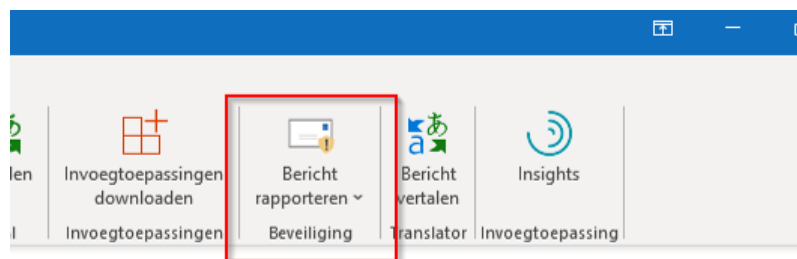 len
Invoegtoepassingen
downloaden
Bericht
rapporteren
Bericht
vertalen
Insights
Invoegtoepassingen
Beveiliging
Translator
Invoegtoepassing